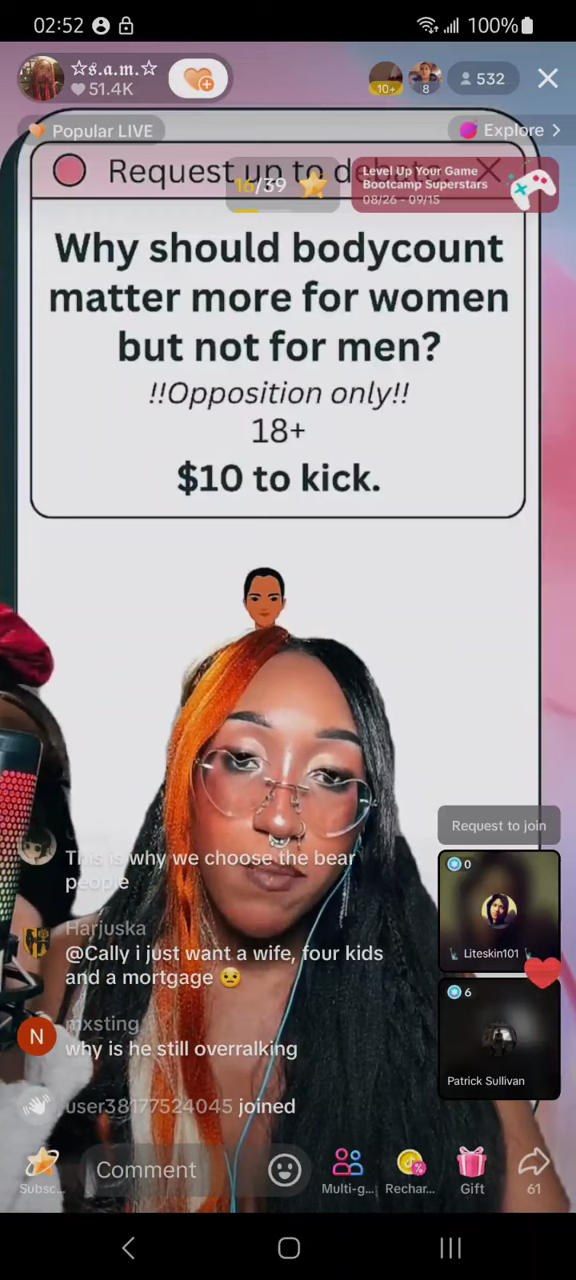 02:52
100%
☆𝖘.𝖆.𝖒.☆
51.4K
10+
8
532
Popular LIVE
Explore
Request up to debate
16/39
Level Up Your Game
Bootcamp Superstars
08/26 - 09/15
Why should bodycount
matter more for women
but not for men?
!!Opposition only!!
18+
$10 to kick.
Request to join
0
Liteskin101
6
Patrick Sullivan
This is why we choose the bear
people
Harjuska
@Cally i just want a wife, four kids
and a mortgage 😟
N
mxsting
why is he still overralking
user38177524045 joined
Subsc...
Comment
Multi-g...
Rechar...
Gift
61